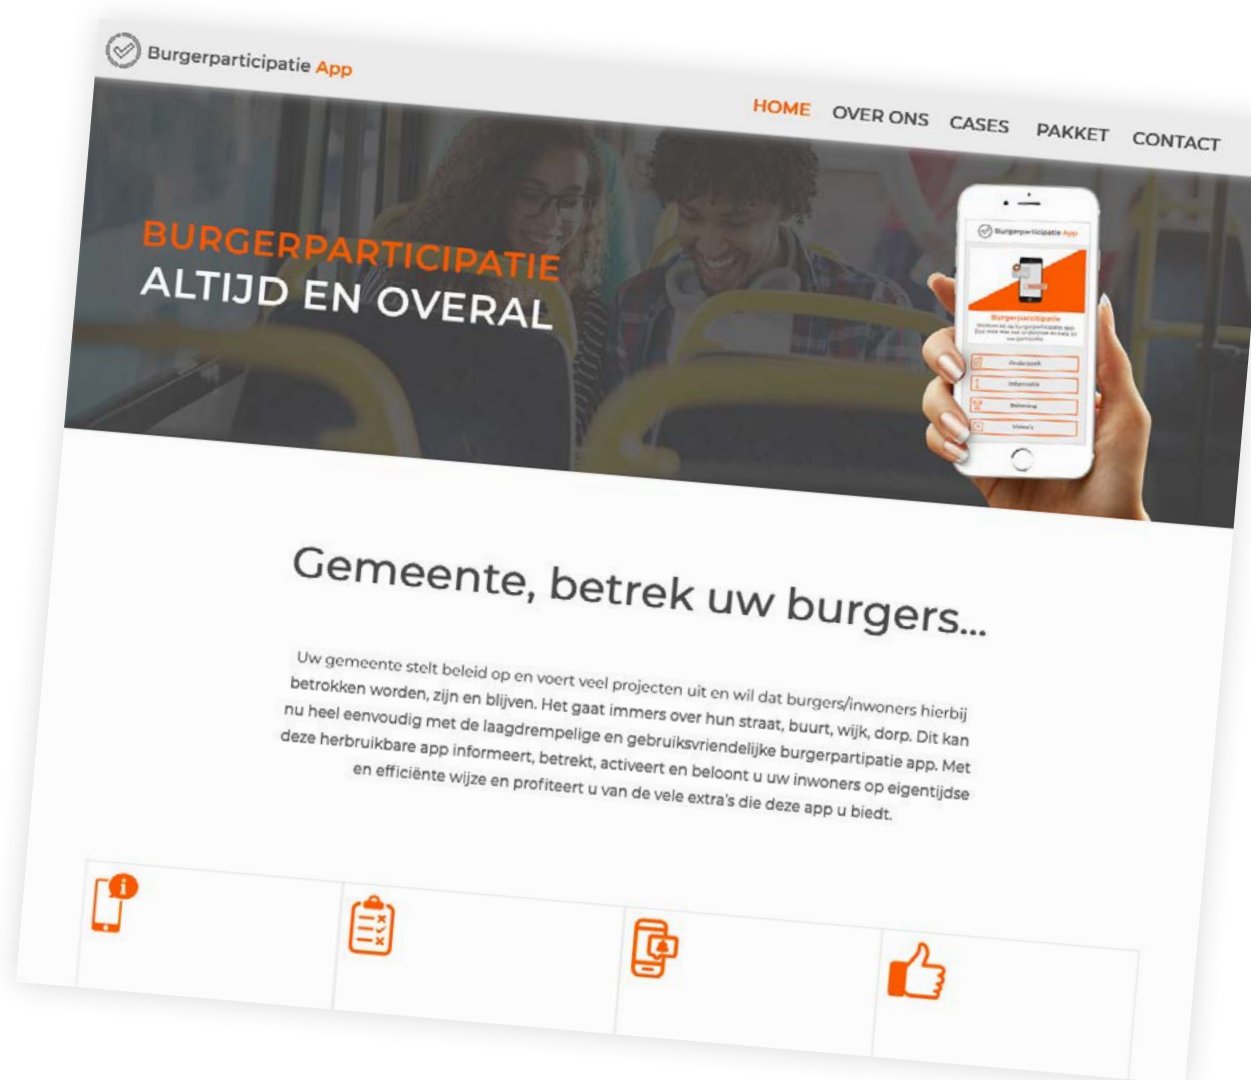 Burgerparticipatie App
HOME OVER ONS CASES PAKKET CONTACT
BURGERPARTICIPATIE
ALTIJD EN OVERAL
Burgerparticipatie App
Informatie
Beloning
Video's
Gemeente, betrek uw burgers...
Uw gemeente stelt beleid op en voert veel projecten uit en wil dat burgers/inwoners hierbij
betrokken worden, zijn en blijven. Het gaat immers over hun straat, buurt, wijk, dorp. Dit kan
nu heel eenvoudig met de laagdrempelige en gebruiksvriendelijke burgerpartipatie app. Met
deze herbruikbare app informeert, betrekt, activeert en beloont u uw inwoners op eigentijdse
en efficiënte wijze en profiteert u van de vele extra's die deze app u biedt.